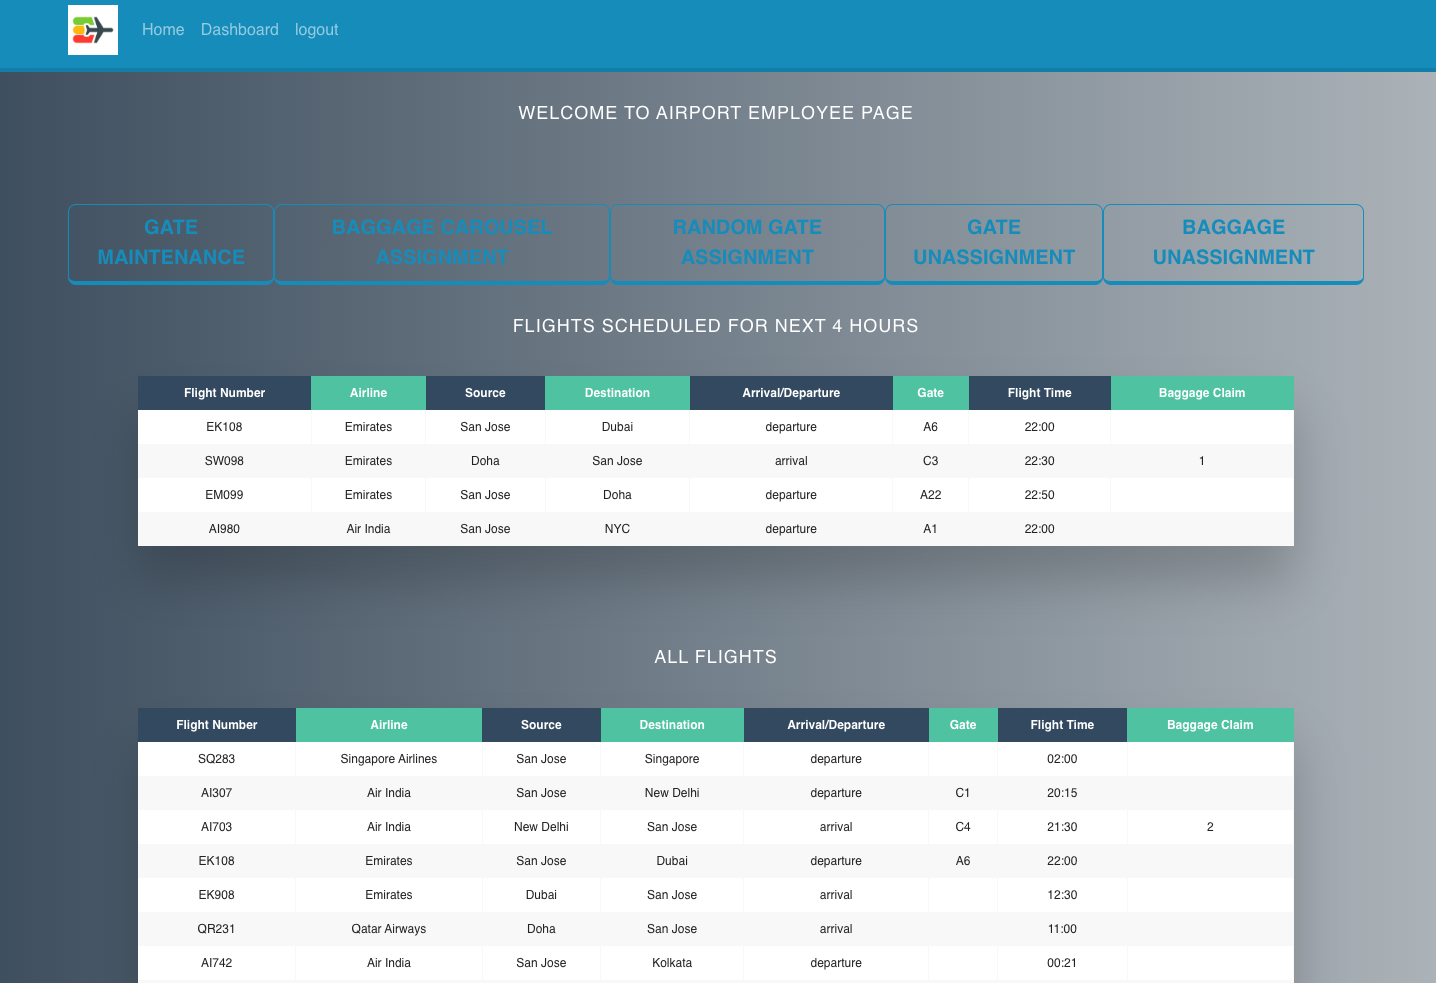 Home Dashboard logout
WELCOME TO AIRPORT EMPLOYEE PAGE
GATE MAINTENANCE
BAGGAGE CAROUSEL ASSIGNMENT
RANDOM GATE ASSIGNMENT
GATE UNASSIGNMENT
BAGGAGE UNASSIGNMENT
FLIGHTS SCHEDULED FOR NEXT 4 HOURS
Flight Number Airline Source Destination Arrival/Departure Gate Flight Time Baggage Claim
EK108 Emirates San Jose Dubai departure A6 22:00
SW098 Emirates Doha San Jose arrival C3 22:30 1
EM099 Emirates San Jose Doha departure A22 22:50
AI980 Air India San Jose NYC departure A1 22:00
ALL FLIGHTS
Flight Number Airline Source Destination Arrival/Departure Gate Flight Time Baggage Claim
SQ283 Singapore Airlines San Jose Singapore departure 02:00
AI307 Air India San Jose New Delhi departure C1 20:15
AI703 Air India New Delhi San Jose arrival C4 21:30 2
EK108 Emirates San Jose Dubai departure A6 22:00
EK908 Emirates Dubai San Jose arrival 12:30
QR231 Qatar Airways Doha San Jose arrival 11:00
AI742 Air India San Jose Kolkata departure 00:21